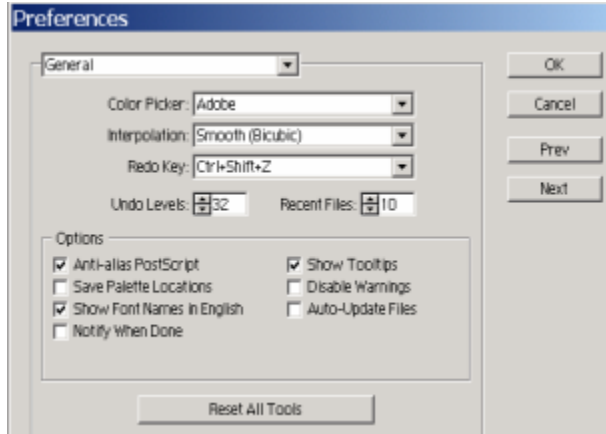 Preferences
General
OK
Color Picker: Adobe
Cancel
Interpolation: Smooth (Bicubic)
Prev
Redo Key: Ctrl+Shift+Z
Next
Undo Levels: 32 Recent Files: 10
Options
Anti-alias PostScript Show Tooltips
Save Palette Locations Disable Warnings
Show Font Names in English Auto-Update Files
Notify When Done
Reset All Tools